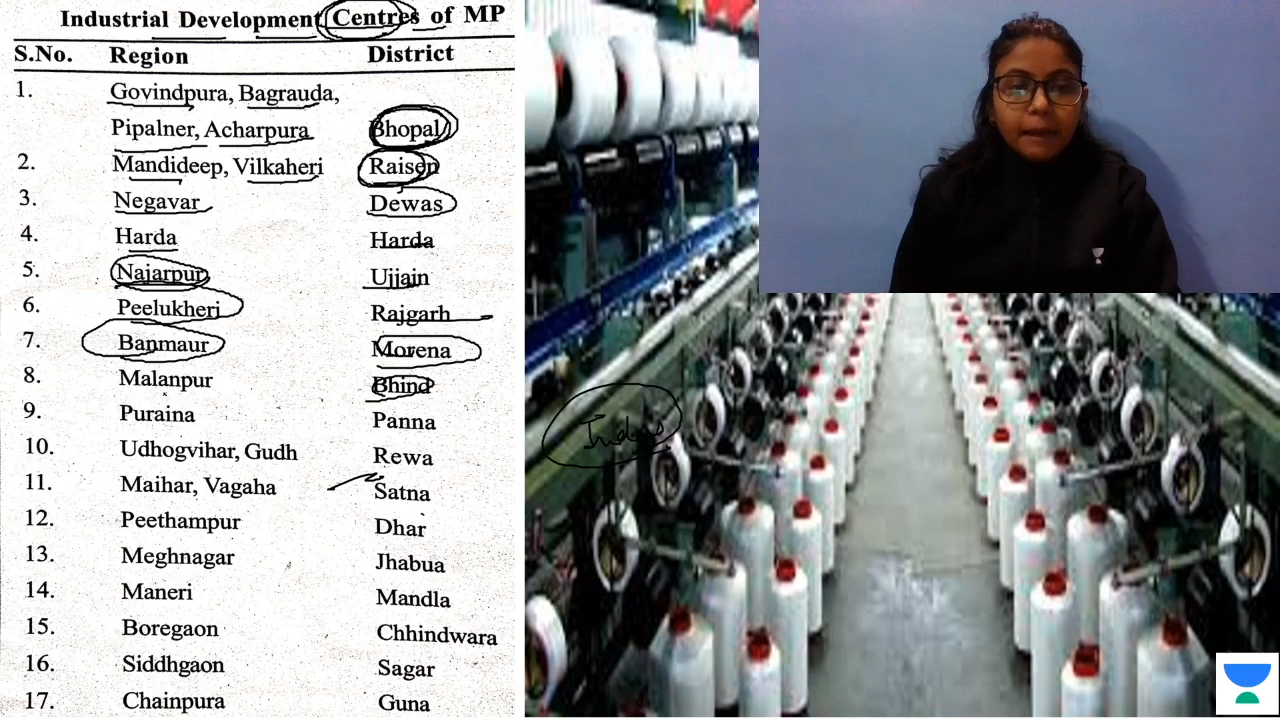 Industrial Development Centres of MP
S.No. Region District
1. Govindpura, Bagrauda,
Pipalner, Acharpura Bhopal
2. Mandideep, Vilkaheri Raisen
3. Negavar Dewas
4. Harda Harda
5. Najarpur Ujjain
6. Peelukheri Rajgarh
7. Banmaur Morena
8. Malanpur Bhind
9. Puraina Panna
10. Udhogvihar, Gudh Rewa
11. Maihar, Vagaha Satna
12. Peethampur Dhar
13. Meghnagar Jhabua
14. Maneri Mandla
15. Boregaon Chhindwara
16. Siddhgaon Sagar
17. Chainpura Guna